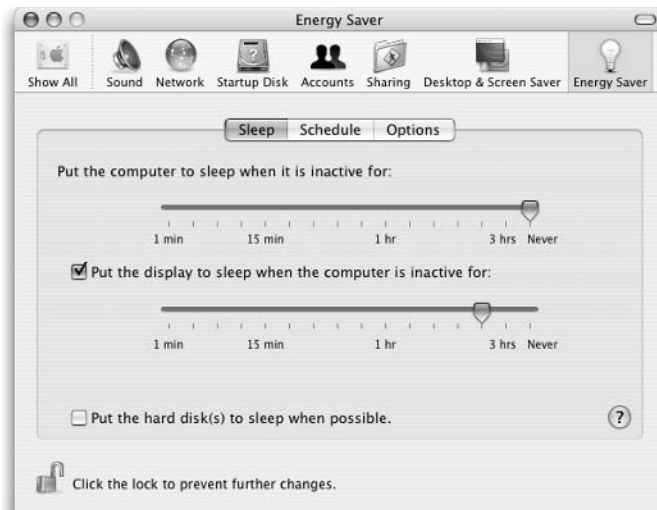 Energy Saver
Show All Sound Network Startup Disk Accounts Sharing Desktop & Screen Saver Energy Saver
Sleep Schedule Options
Put the computer to sleep when it is inactive for:
1 min 15 min 1 hr 3 hrs Never
Put the display to sleep when the computer is inactive for:
1 min 15 min 1 hr 3 hrs Never
Put the hard disk(s) to sleep when possible. ?
Click the lock to prevent further changes.